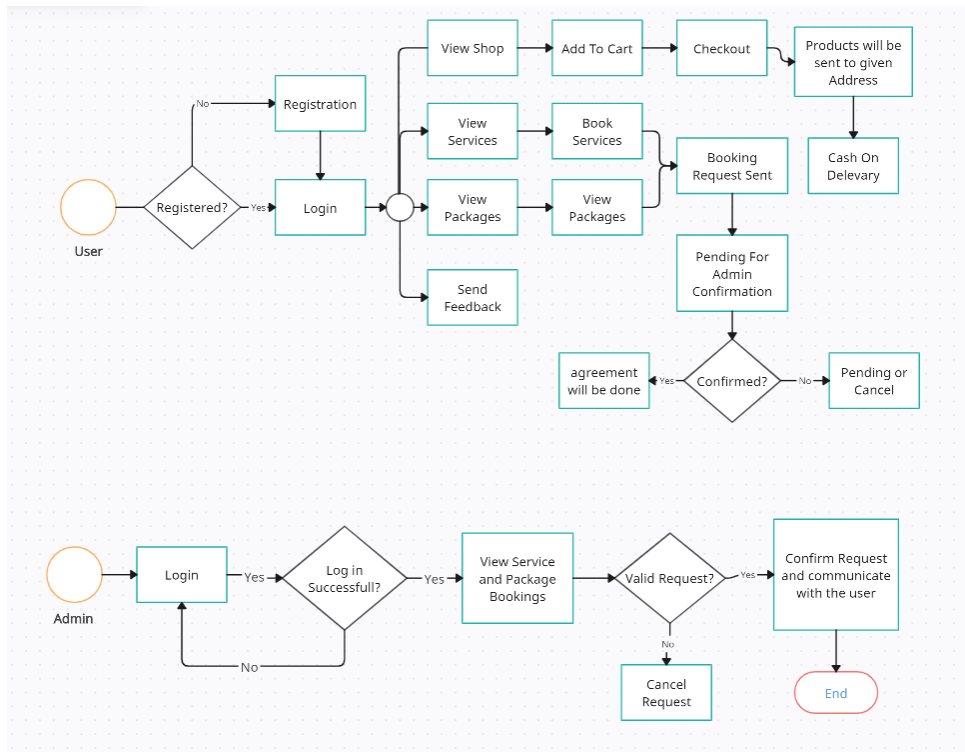 View Shop
Add To Cart
Checkout
Products will be
sent to given
Address
No
Registration
View
Services
Book
Services
Booking
Request Sent
Cash On
Delevary
User
Registered?
Yes
Login
View
Packages
View
Packages
Send
Feedback
Pending For
Admin
Confirmation
agreement
will be done
Yes
Confirmed?
No
Pending or
Cancel
Admin
Login
Yes
Log in
Successfull?
Yes
No
View Service
and Package
Bookings
Valid Request?
Yes
Confirm Request
and communicate
with the user
No
Cancel
Request
End